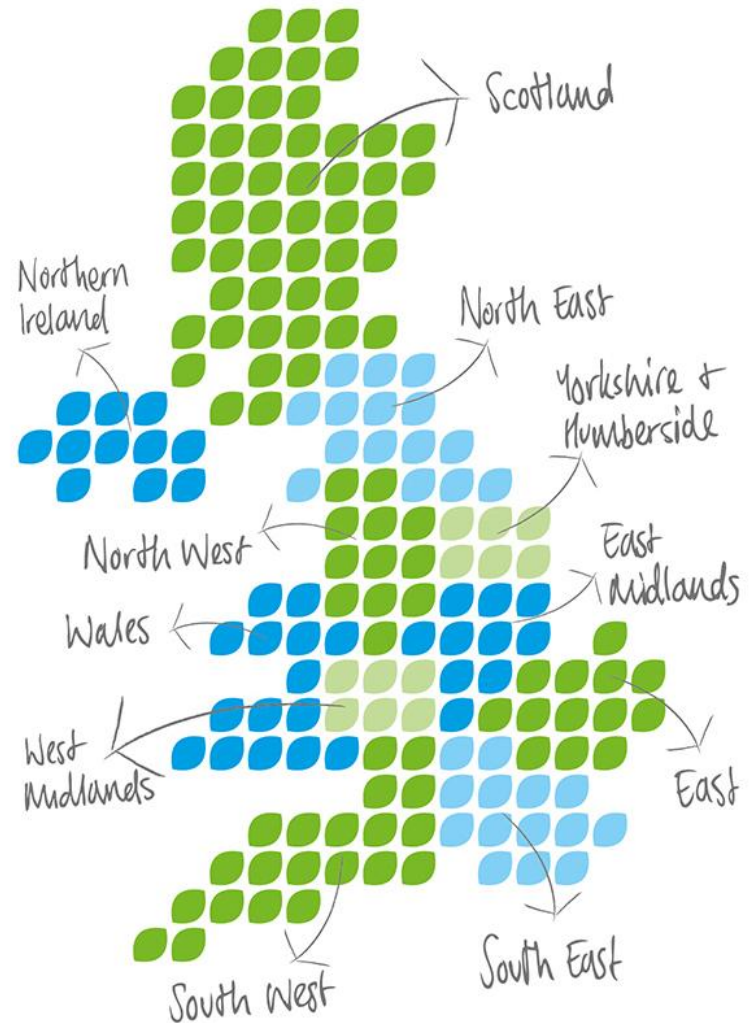 Scotland
Northern
Ireland
North East
Yorkshire +
Humberside
North West
East
Midlands
Wales
West
Midlands
East
South East
South West